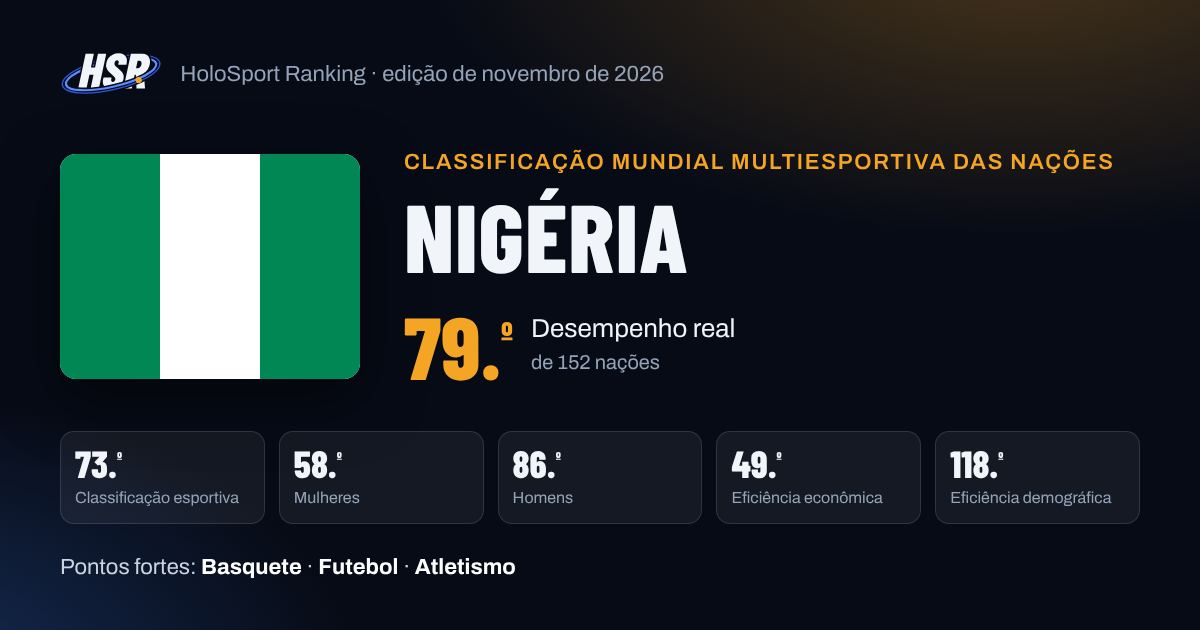 HSR
HoloSport Ranking · edição de novembro de 2026
CLASSIFICAÇÃO MUNDIAL MULTIESPORTIVA DAS NAÇÕES
NIGÉRIA
79.º Desempenho real
de 152 nações
73.º
Classificação esportiva
58.º
Mulheres
86.º
Homens
49.º
Eficiência econômica
118.º
Eficiência demográfica
Pontos fortes: Basquete · Futebol · Atletismo